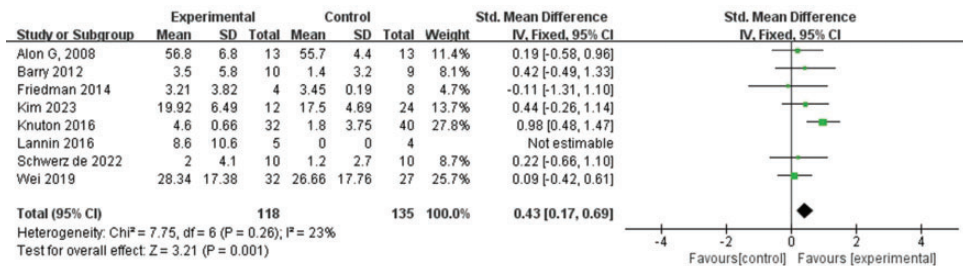 Experimental Control Std. Mean Difference Std. Mean Difference
Study or Subgroup Mean SD Total Mean SD Total Weight IV, Fixed, 95% CI IV, Fixed, 95% CI
Alon G, 2008 56.8 6.8 13 55.7 4.4 13 11.4% 0.19 [-0.58, 0.96]
Barry 2012 3.5 5.8 10 1.4 3.2 9 8.1% 0.42 [-0.49, 1.33]
Friedman 2014 3.21 3.82 4 3.45 0.19 8 4.7% -0.11 [-1.31, 1.10]
Kim 2023 19.92 6.49 12 17.5 4.69 24 13.7% 0.44 [-0.26, 1.14]
Knuton 2016 4.6 0.66 32 1.8 3.75 40 27.8% 0.98 [0.48, 1.47]
Lannin 2016 8.6 10.6 5 0 0 4 Not estimable
Schwerz de 2022 2 4.1 10 1.2 2.7 10 8.7% 0.22 [-0.66, 1.10]
Wei 2019 28.34 17.38 32 26.66 17.76 27 25.7% 0.09 [-0.42, 0.61]
Total (95% CI) 118 135 100.0% 0.43 [0.17, 0.69]
Heterogeneity: Chi² = 7.75, df = 6 (P = 0.26); I² = 23%
Test for overall effect: Z = 3.21 (P = 0.001)
-4 -2 0 2 4
Favours[control] Favours [experimental]